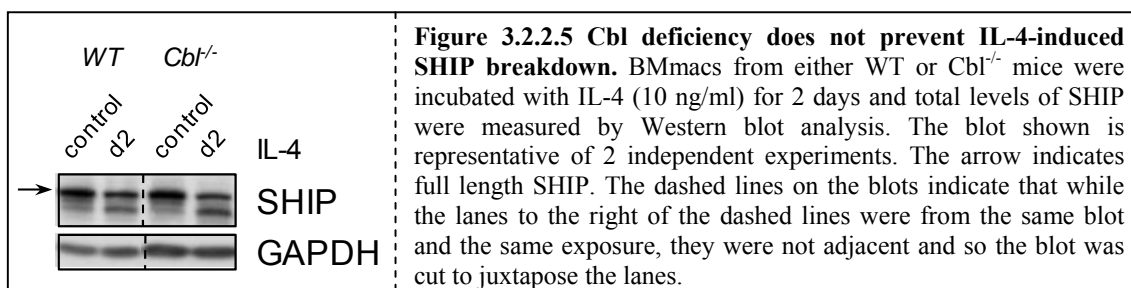 WT Cbl-/-
control d2 control d2 IL-4
SHIP
GAPDH
Figure 3.2.2.5 Cbl deficiency does not prevent IL-4-induced
SHIP breakdown. BMmacs from either WT or Cbl-/- mice were
incubated with IL-4 (10 ng/ml) for 2 days and total levels of SHIP
were measured by Western blot analysis. The blot shown is
representative of 2 independent experiments. The arrow indicates
full length SHIP. The dashed lines on the blots indicate that while
the lanes to the right of the dashed lines were from the same blot
and the same exposure, they were not adjacent and so the blot was
cut to juxtapose the lanes.